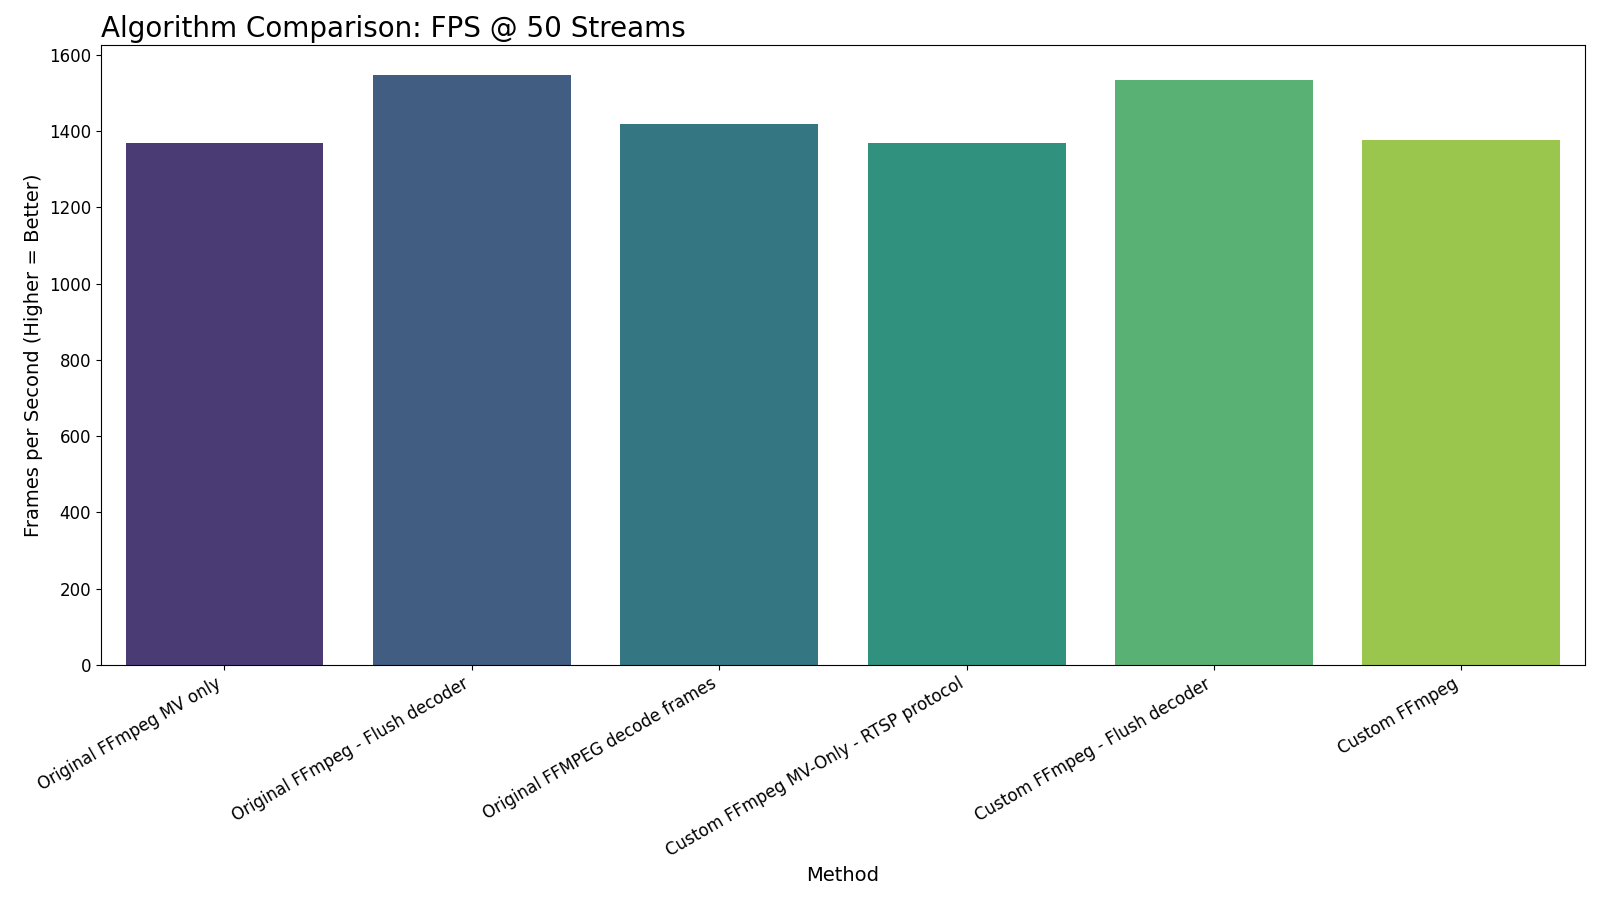 Algorithm Comparison: FPS @ 50 Streams
Frames per Second (Higher = Better)
1600
1400
1200
1000
800
600
400
200
0
Original FFmpeg MV only
Original FFmpeg - Flush decoder
Original FFMPEG decode frames
Custom FFmpeg MV-Only - RTSP protocol
Custom FFmpeg - Flush decoder
Custom FFmpeg
Method